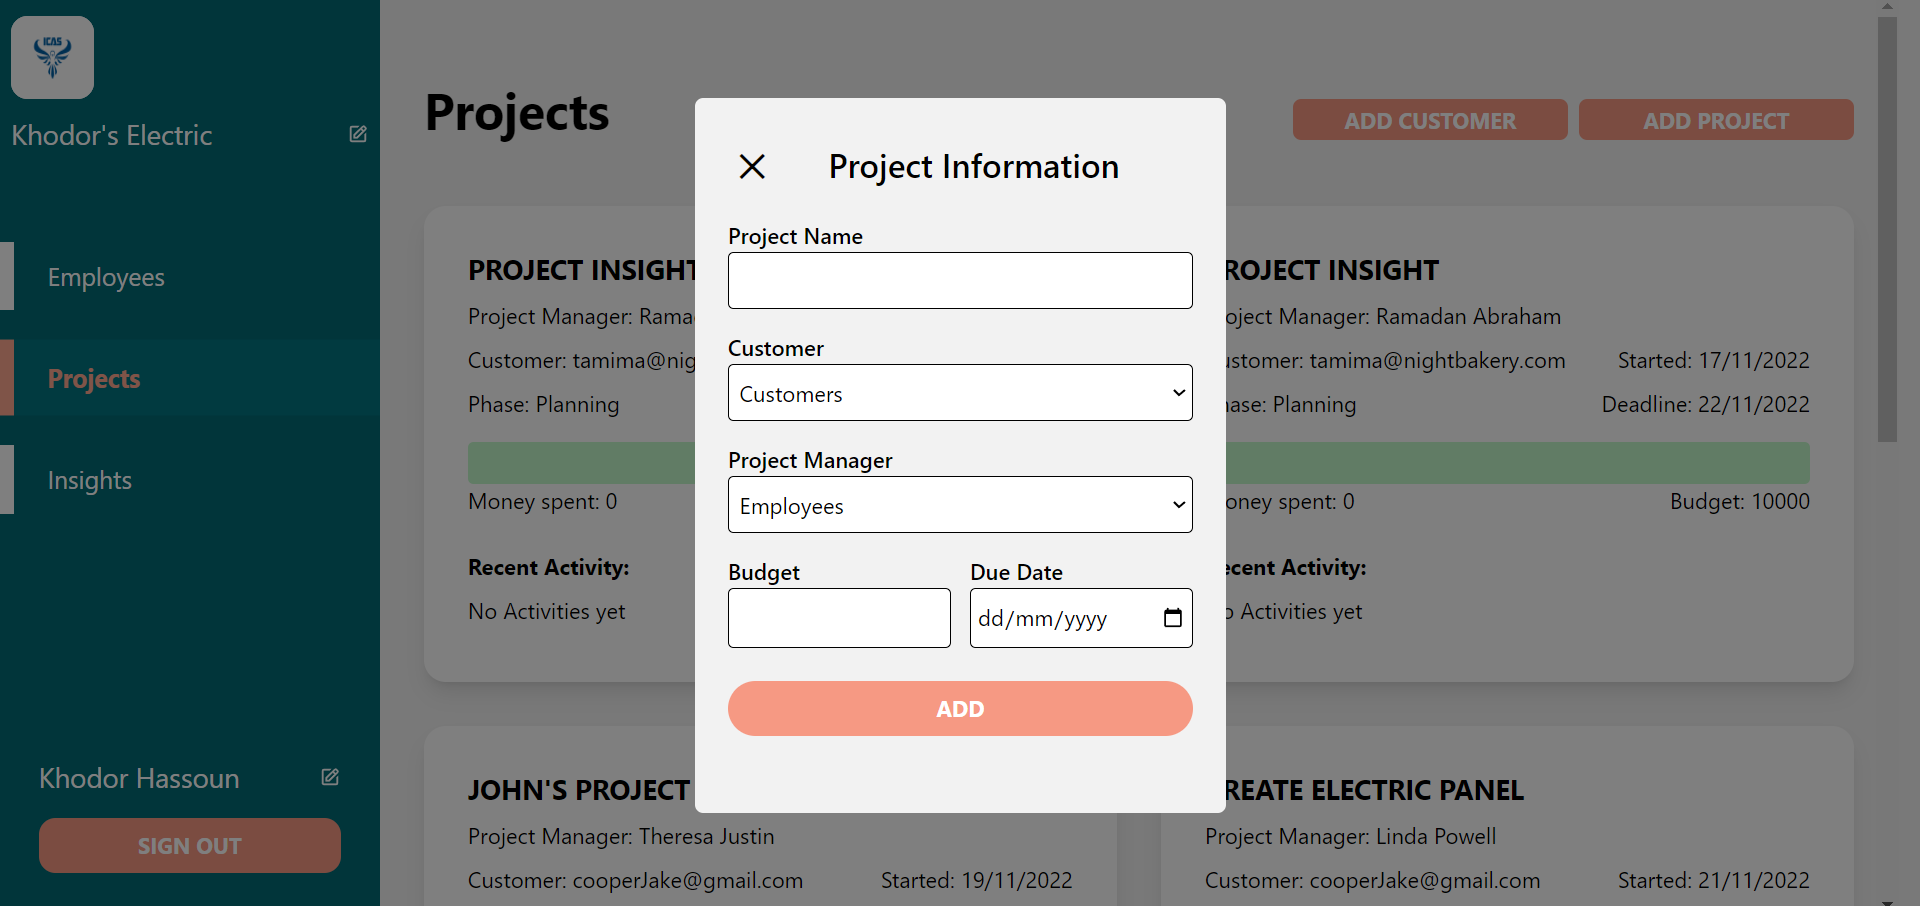 ICAS
Khodor's Electric
Employees
Projects
Insights
Khodor Hassoun
SIGN OUT
Projects
ADD CUSTOMER
ADD PROJECT
PROJECT INSIGHT
Project Manager: Rama
Customer: tamima@nig
Phase: Planning
Money spent: 0
Recent Activity:
No Activities yet
ROJECT INSIGHT
oject Manager: Ramadan Abraham
ustomer: tamima@nightbakery.com Started: 17/11/2022
hase: Planning Deadline: 22/11/2022
oney spent: 0 Budget: 10000
ecent Activity:
o Activities yet
JOHN'S PROJECT
Project Manager: Theresa Justin
Customer: cooperJake@gmail.com Started: 19/11/2022
REATE ELECTRIC PANEL
Project Manager: Linda Powell
Customer: cooperJake@gmail.com Started: 21/11/2022
Project Information
Project Name
Customer
Customers
Project Manager
Employees
Budget Due Date
dd/mm/yyyy
ADD